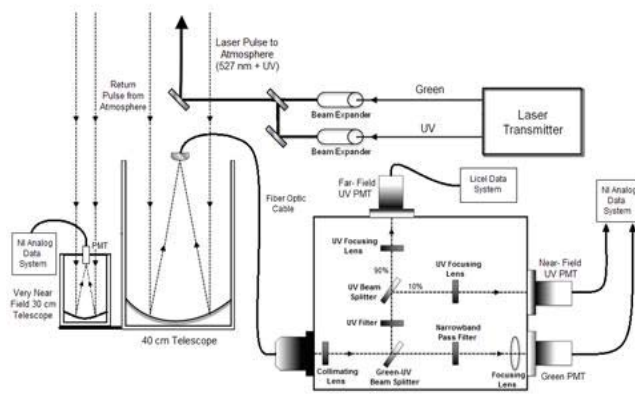 Laser Pulse to
Atmosphere
(527 nm + UV)
Return
Pulse from
Atmosphere
Green
Beam Expander
UV
Beam Expander
Laser
Transmitter
Far- Field
UV PMT
Licel Data
System
NI Analog
Data
System
Fiber Optic
Cable
NI Analog
Data
System
PMT
Very Near
Field 30 cm
Telescope
40 cm Telescope
UV Focusing
Lens
90%
UV Focusing
Lens
UV Beam
Splitter
10%
Near- Field
UV PMT
UV Filter
Narrowband
Pass Filter
Collimating
Lens
Green-UV
Beam Splitter
Focusing
Lens
Green PMT